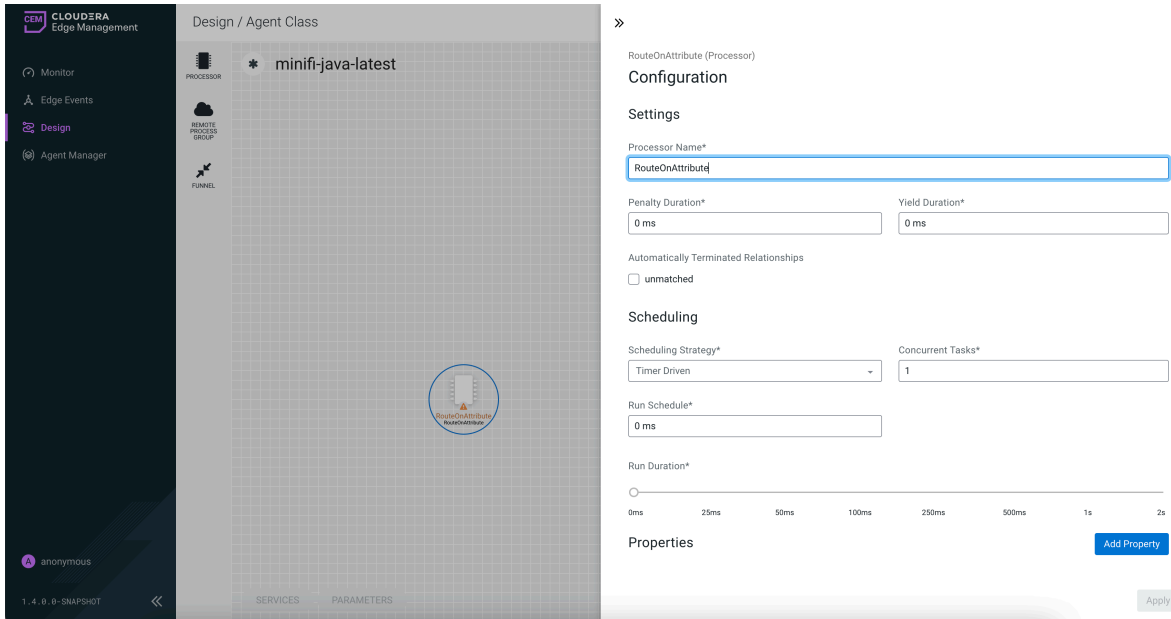 CEM CLOUDERA
Edge Management
Monitor
Edge Events
Design
Agent Manager
A anonymous
1.4.0.0-SNAPSHOT
Design / Agent Class
PROCESSOR
REMOTE
PROCESS
GROUP
FUNNEL
minifi-java-latest
RouteOnAttribute
RouteOnAttribute
SERVICES PARAMETERS
RouteOnAttribute (Processor)
Configuration
Settings
Processor Name*
RouteOnAttribute
Penalty Duration* Yield Duration*
0 ms 0 ms
Automatically Terminated Relationships
unmatched
Scheduling
Scheduling Strategy* Concurrent Tasks*
Timer Driven 1
Run Schedule*
0 ms
Run Duration*
0ms 25ms 50ms 100ms 250ms 500ms 1s 2s
Properties Add Property
Apply